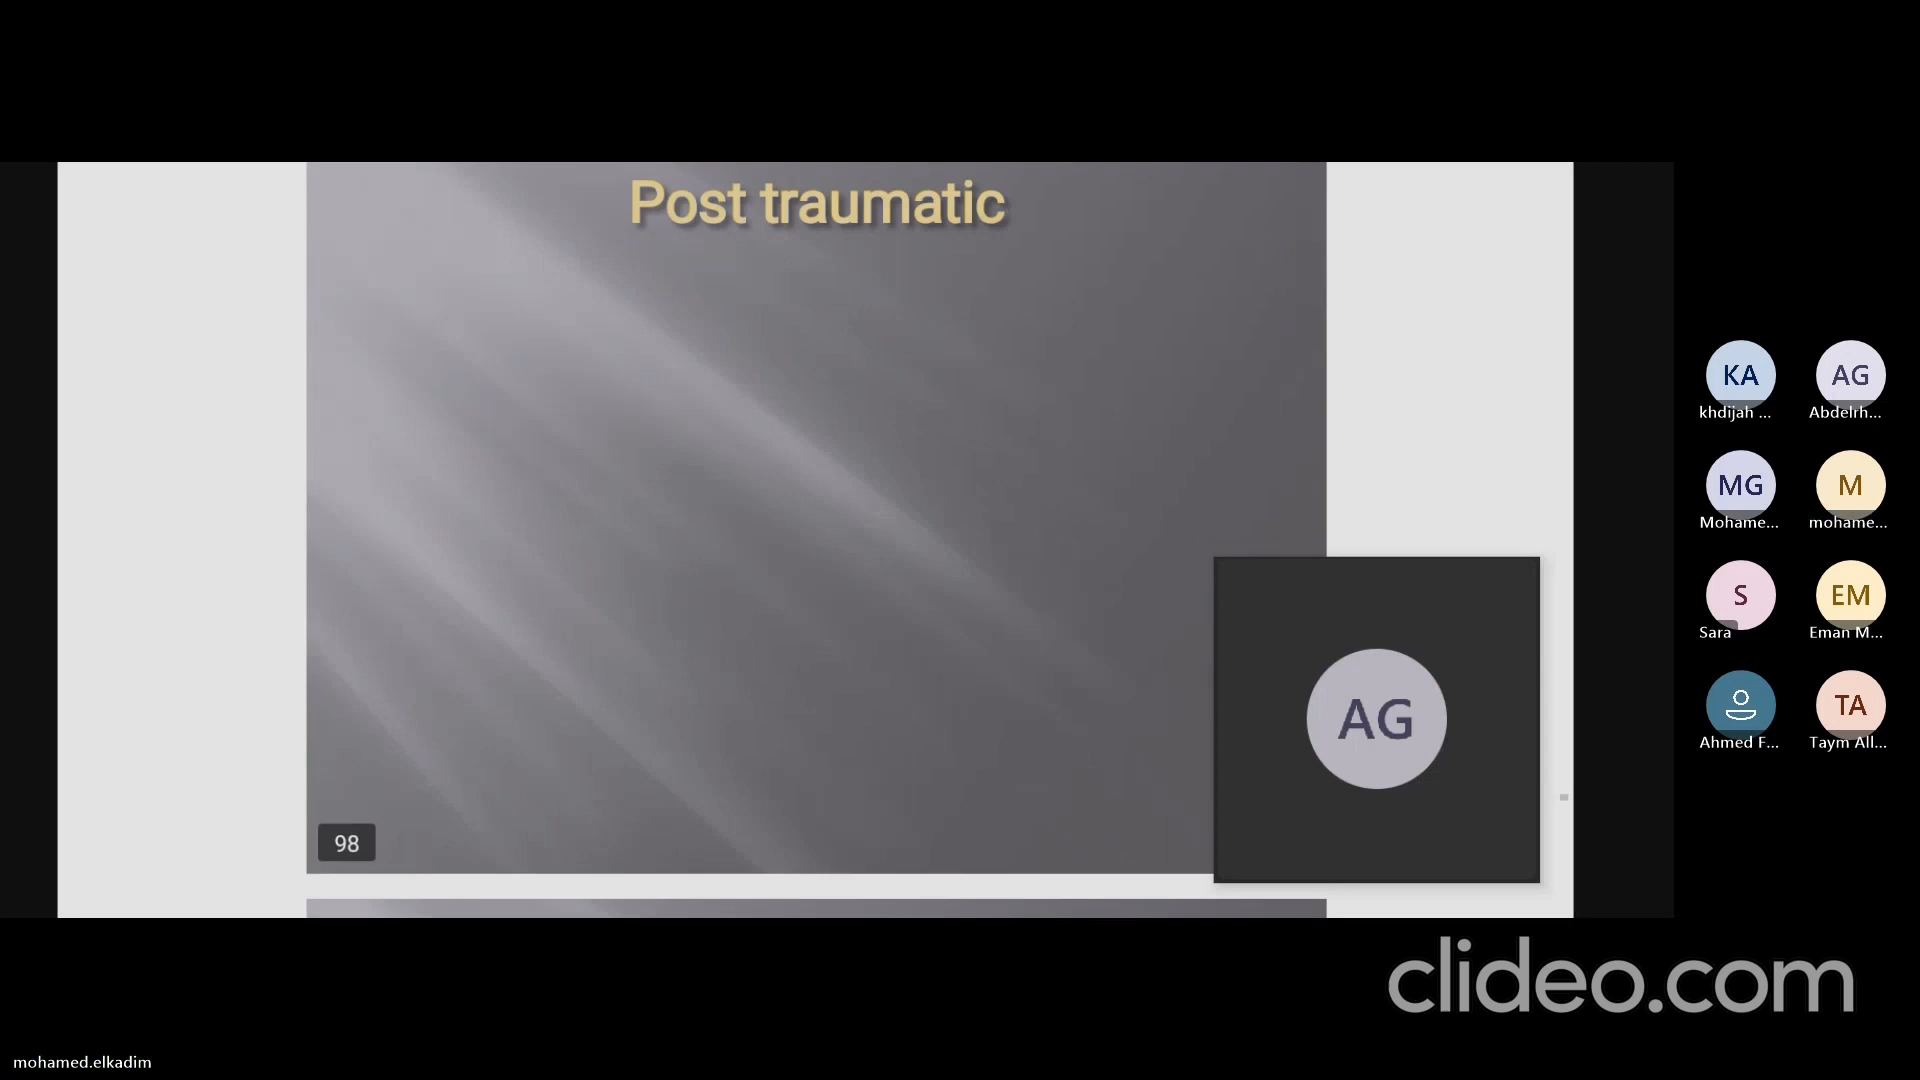 Post traumatic
98
AG
KA
AG
khdijah ...
Abdelrh...
MG
M
Mohame...
mohame...
S
EM
Sara
Eman M...
TA
Ahmed F...
Taym All...
clideo.com
mohamed.elkadim